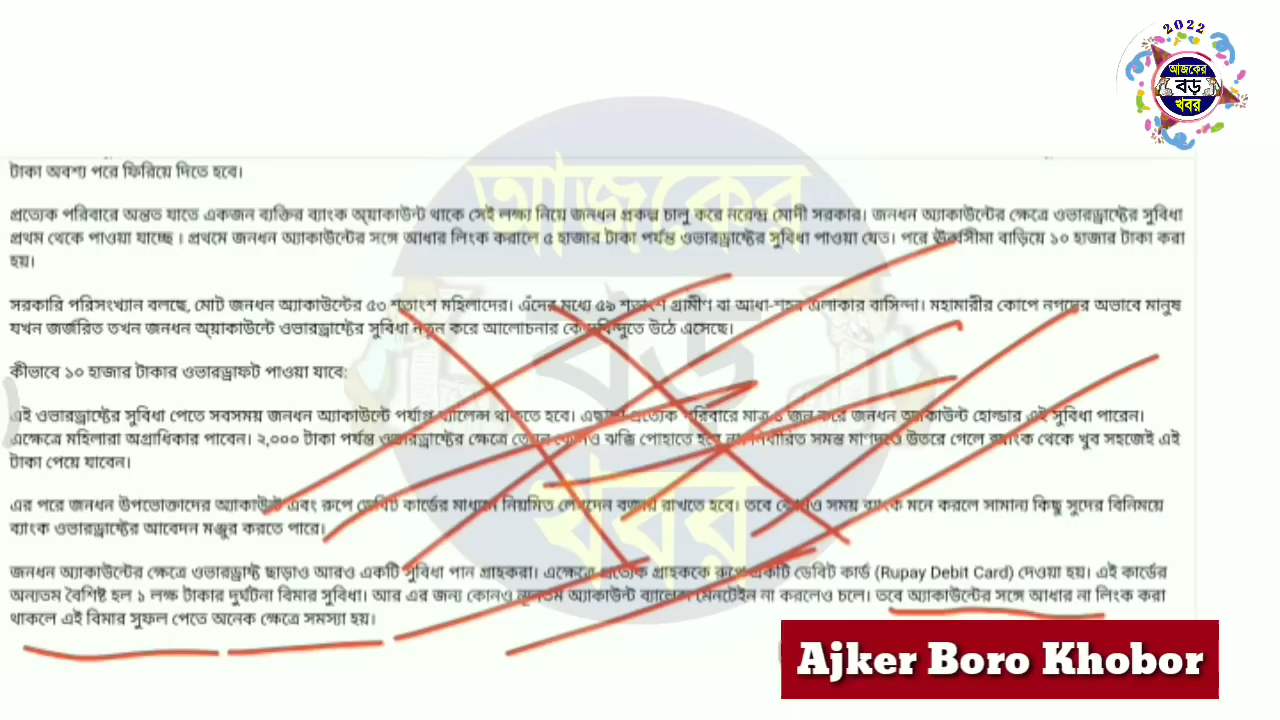 2022
আজকের
বড়
খবর
টাকা অবশ্য পরে ফিরিয়ে দিতে হবে।
প্রত্যেক পরিবারে অন্তত যাতে একজন ব্যক্তির ব্যাংক অ্যাকাউন্ট থাকে সেই লক্ষ্য নিয়ে জনধন প্রকল্প চালু করে নরেন্দ্র মোদী সরকার। জনধন অ্যাকাউন্টের ক্ষেত্রে ওভারড্রাফ্টের সুবিধা
প্রথম থেকে পাওয়া যাচ্ছে । প্রথমে জনধন অ্যাকাউন্টের সঙ্গে আধার লিংক করালে ৫ হাজার টাকা পর্যন্ত ওভারড্রাফ্টের সুবিধা পাওয়া যেত। পরে ঊর্ধ্বসীমা বাড়িয়ে ১০ হাজার টাকা করা
হয়।
সরকারি পরিসংখ্যান বলছে, মোট জনধন অ্যাকাউন্টের ৫৩ শতাংশ মহিলাদের। এঁদের মধ্যে ৫৯ শতাংশ গ্রামীণ বা আধা-শহর এলাকার বাসিন্দা। মহামারীর কোপে নগদের অভাবে মানুষ
যখন জর্জরিত তখন জনধন অ্যাকাউন্টে ওভারড্রাফ্টের সুবিধা নতুন করে আলোচনার কেন্দ্রবিন্দুতে উঠে এসেছে।
কীভাবে ১০ হাজার টাকার ওভারড্রাফট পাওয়া যাবে:
এই ওভারড্রাফ্টের সুবিধা পেতে সবসময় জনধন অ্যাকাউন্টে পর্যাপ্ত ব্যালেন্স থাকতে হবে। এছাড়া প্রত্যেক পরিবারে মাত্র ১ জন করে জনধন অ্যাকাউন্ট হোল্ডার এই সুবিধা পাবেন।
এক্ষেত্রে মহিলারা অগ্রাধিকার পাবেন। ২,০০০ টাকা পর্যন্ত ওভারড্রাফ্টের ক্ষেত্রে তেমন কোনও ঝক্কি পোহাতে হবে না। নির্ধারিত সমস্ত মাণদণ্ডে উতরে গেলে ব্যাংক থেকে খুব সহজেই এই
টাকা পেয়ে যাবেন।
এর পরে জনধন উপভোক্তাদের অ্যাকাউন্ট এবং রুপে ডেবিট কার্ডের মাধ্যমে নিয়মিত লেনদেন বজায় রাখতে হবে। তবে কোনও সময় ব্যাংক মনে করলে সামান্য কিছু সুদের বিনিময়ে
ব্যাংক ওভারড্রাফ্টের আবেদন মঞ্জুর করতে পারে।
জনধন অ্যাকাউন্টের ক্ষেত্রে ওভারড্রাফ্ট ছাড়াও আরও একটি সুবিধা পান গ্রাহকরা। এক্ষেত্রে প্রত্যেক গ্রাহককে রুপে একটি ডেবিট কার্ড (Rupay Debit Card) দেওয়া হয়। এই কার্ডের
অন্যতম বৈশিষ্ট হল ১ লক্ষ টাকার দুর্ঘটনা বিমার সুবিধা। আর এর জন্য কোনও ন্যূনতম অ্যাকাউন্ট ব্যালেন্স মেনটেইন না করলেও চলে। তবে অ্যাকাউন্টের সঙ্গে আধার না লিংক করা
থাকলে এই বিমার সুফল পেতে অনেক ক্ষেত্রে সমস্যা হয়।
আজকের
বড়
খবর
Ajker Boro Khobor